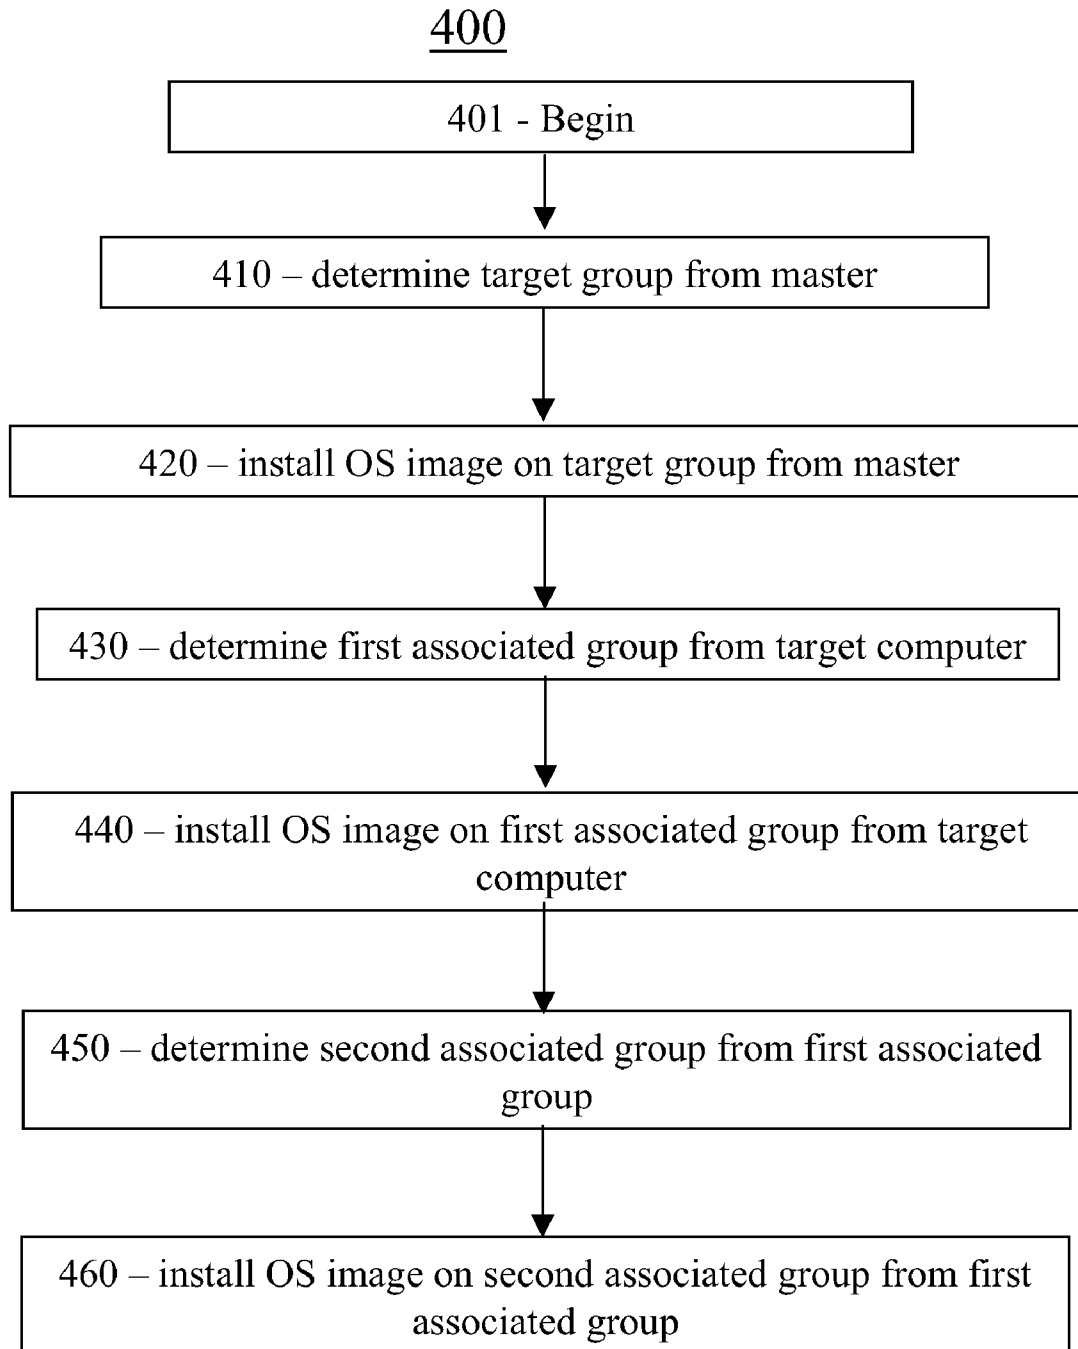 400
401 - Begin
410 – determine target group from master
420 – install OS image on target group from master
430 – determine first associated group from target computer
440 – install OS image on first associated group from target
computer
450 – determine second associated group from first associated
group
460 – install OS image on second associated group from first
associated group